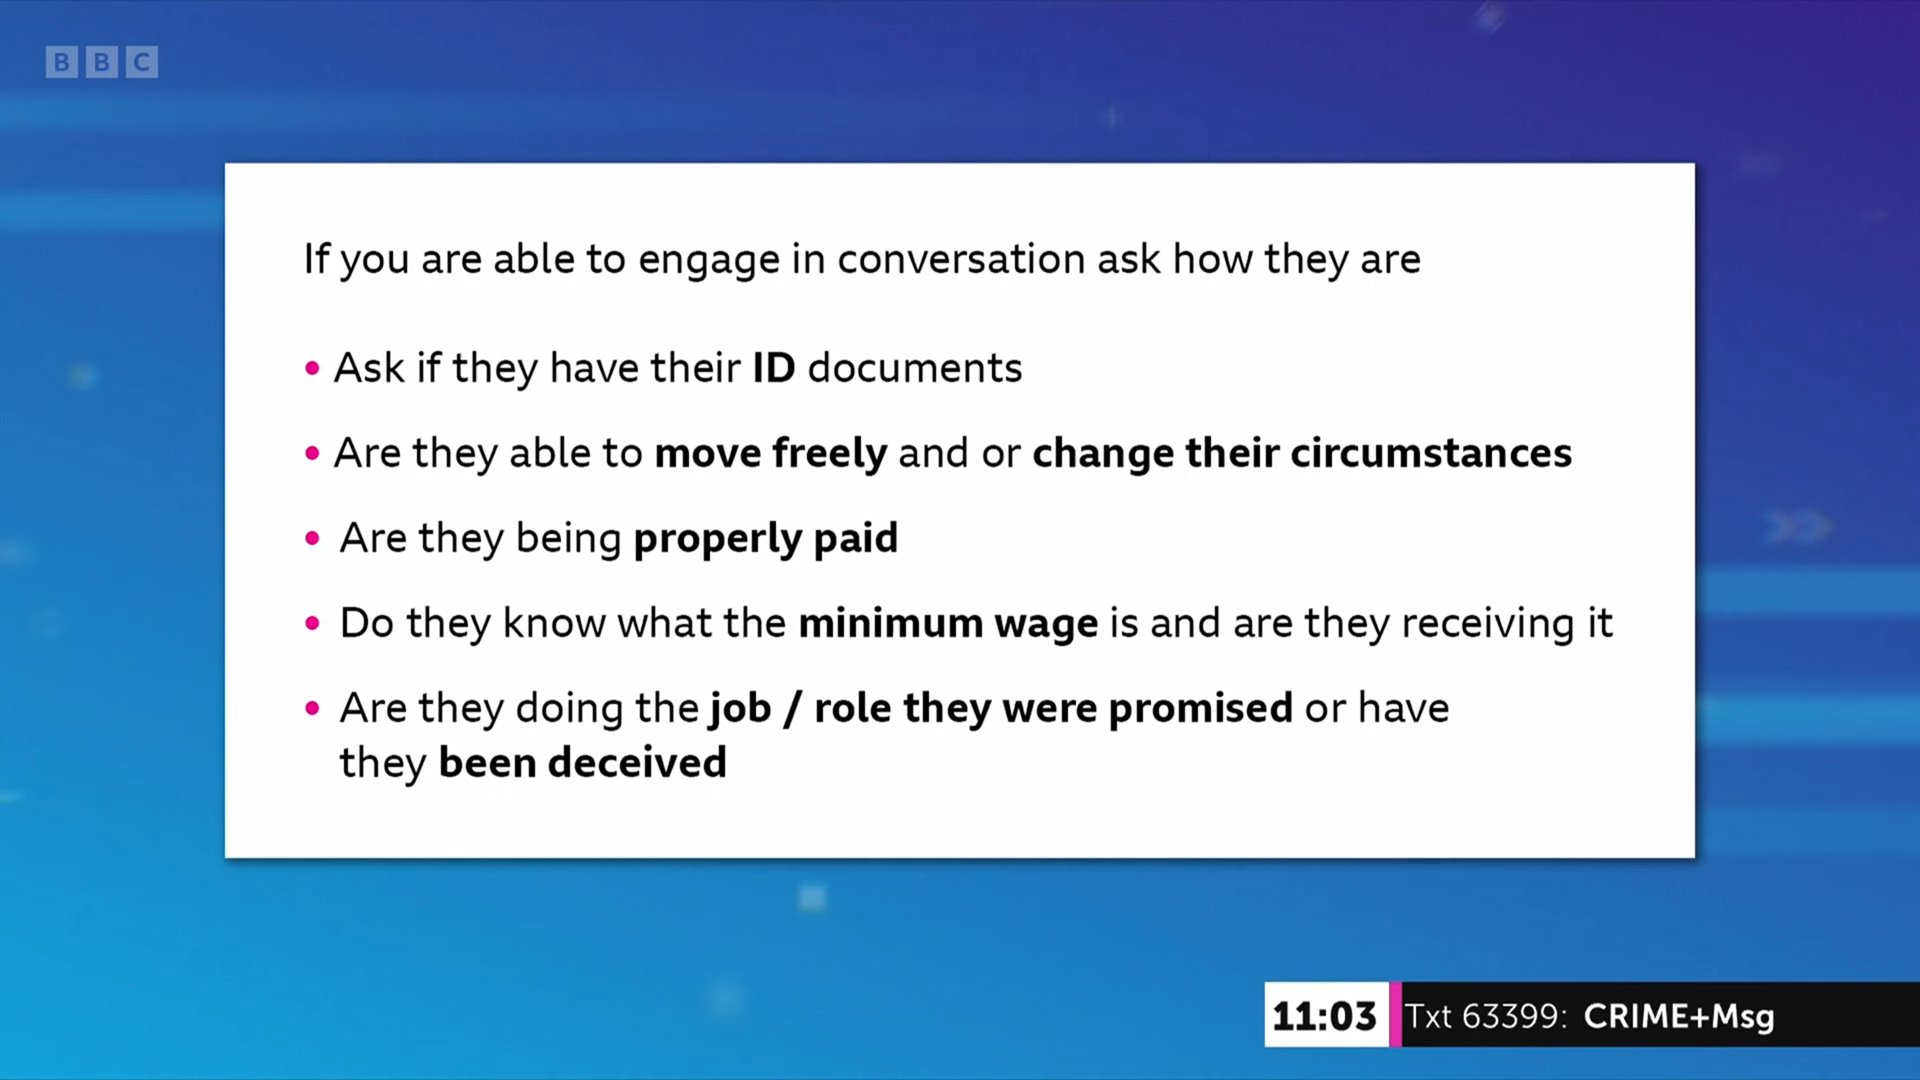 BBC
If you are able to engage in conversation ask how they are
• Ask if they have their ID documents
• Are they able to move freely and or change their circumstances
• Are they being properly paid
• Do they know what the minimum wage is and are they receiving it
• Are they doing the job / role they were promised or have
they been deceived
11:03 Txt 63399: CRIME+Msg